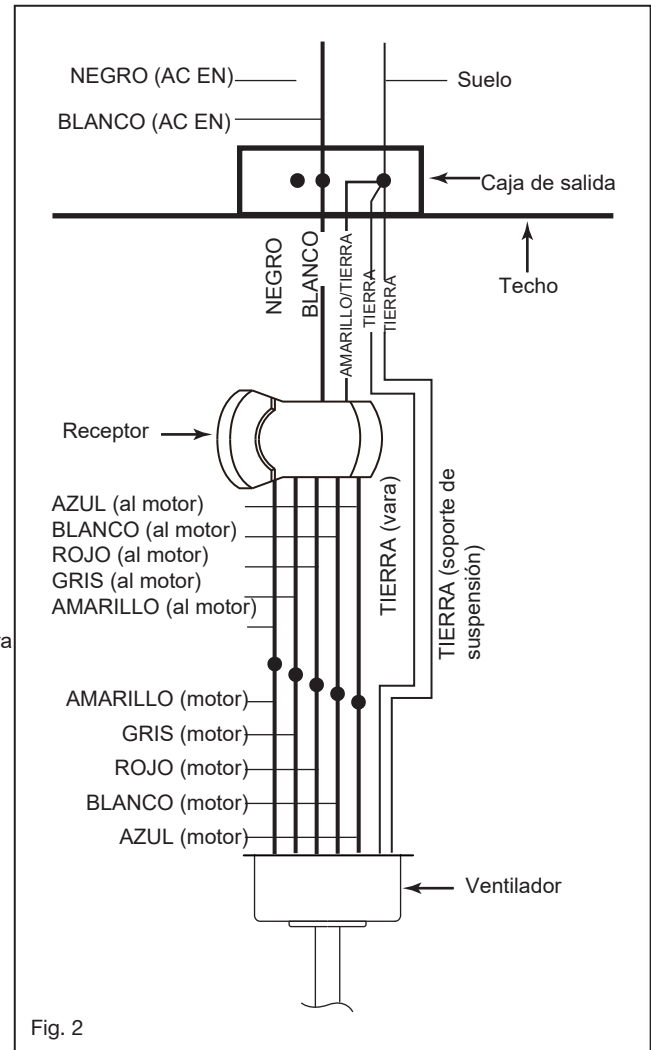 NEGRO (AC EN)
Suelo
BLANCO (AC EN)
Caja de salida
Techo
NEGRO
BLANCO
AMARILLO/TIERRA
TIERRA
TIERRA
Receptor
AZUL (al motor)
BLANCO (al motor)
ROJO (al motor)
GRIS (al motor)
AMARILLO (al motor)
TIERRA (vara)
TIERRA (soporte de
suspensión)
ra
AMARILLO (motor)
GRIS (motor)
ROJO (motor)
BLANCO (motor)
AZUL (motor)
Ventilador
Fig. 2